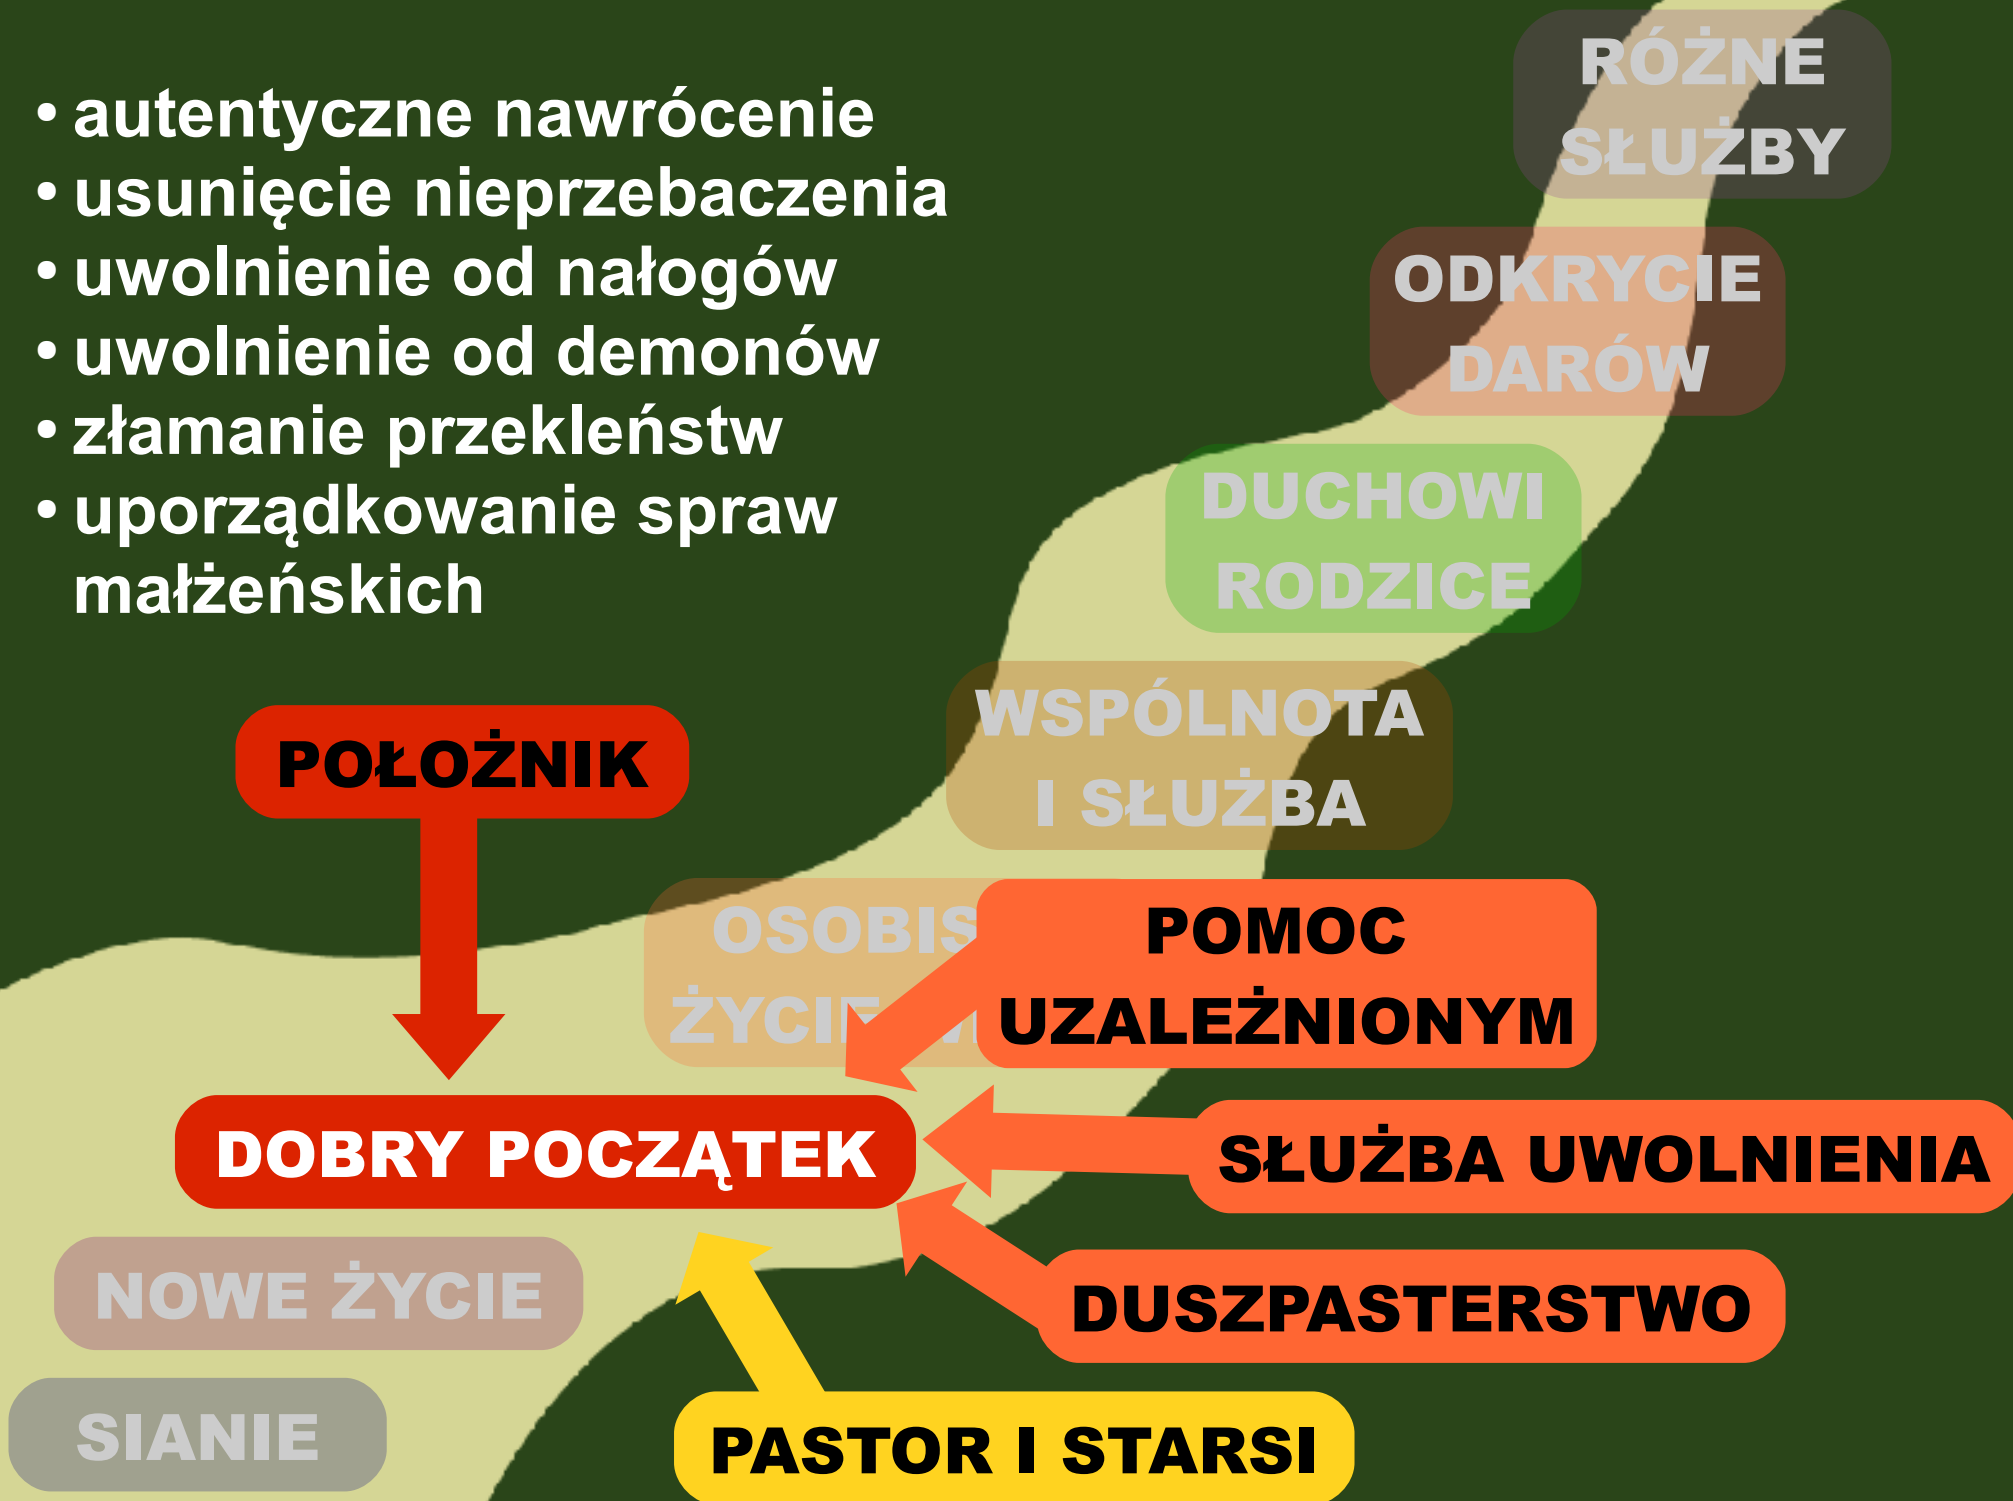 • autentyczne nawrócenie
• usunięcie nieprzebaczenia
• uwolnienie od nałogów
• uwolnienie od demonów
• złamanie przekleństw
• uporządkowanie spraw
małżeńskich
RÓŻNE
SŁUŻBY
ODKRYCIE
DARÓW
DUCHOWI
RODZICE
WSPÓLNOTA
I SŁUŻBA
POŁOŻNIK
POMOC
UZALEŻNIONYM
DOBRY POCZĄTEK
SŁUŻBA UWOLNIENIA
NOWE ŻYCIE
DUSZPASTERSTWO
SIANIE
PASTOR I STARSI